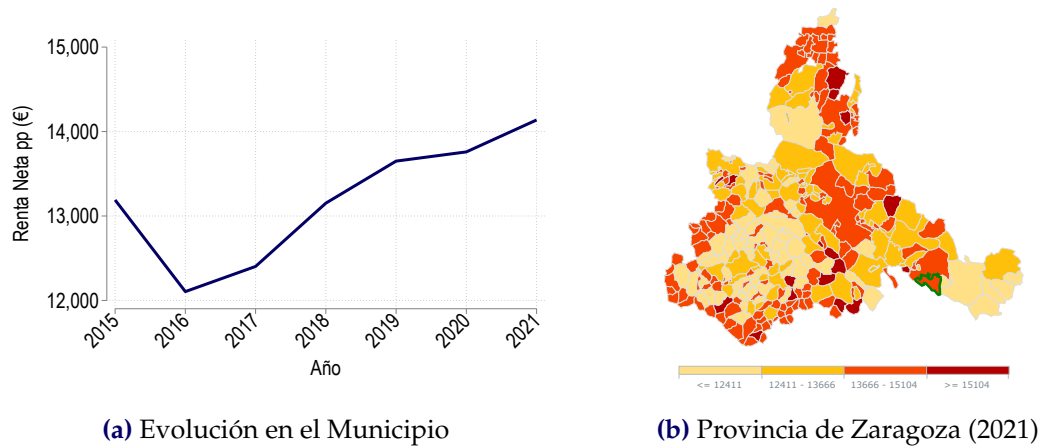 15,000
14,000
13,000
12,000
Renta Neta pp (€)
2015
2016
2017
2018
2019
2020
2021
Año
(a) Evolución en el Municipio
<= 12411
12411 - 13666
13666 - 15104
>= 15104
(b) Provincia de Zaragoza (2021)